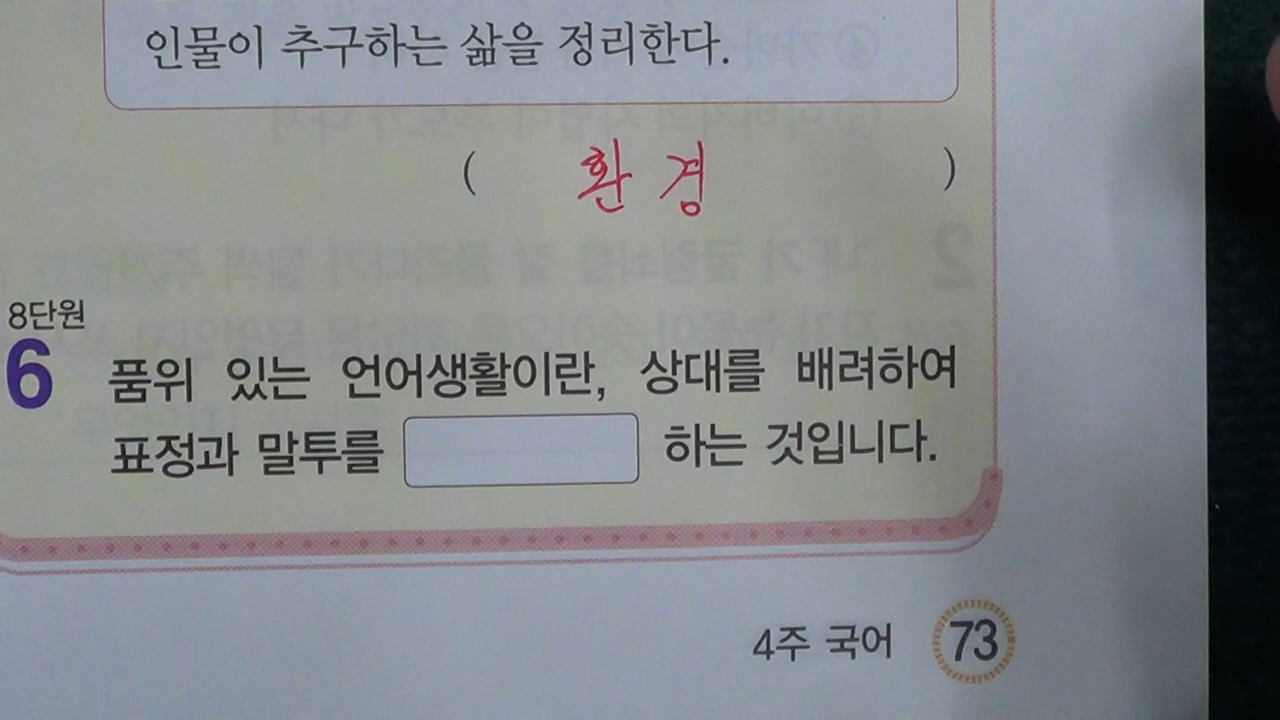 인물이 추구하는 삶을 정리한다.
( 환경 )
8단원
6 품위 있는 언어생활이란, 상대를 배려하여
표정과 말투를 하는 것입니다.
4주 국어 73